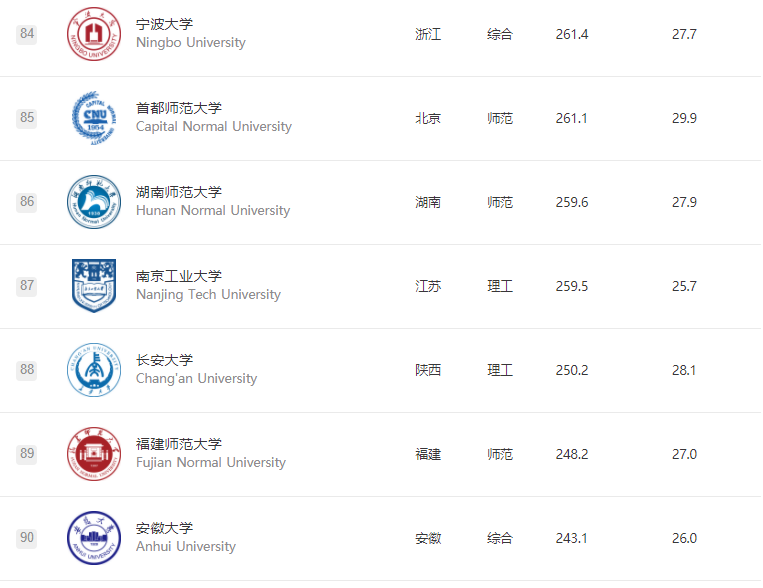 84
宁波大学
Ningbo University
浙江 综合 261.4 27.7
85
首都师范大学
Capital Normal University
北京 师范 261.1 29.9
86
湖南师范大学
Hunan Normal University
湖南 师范 259.6 27.9
87
南京工业大学
Nanjing Tech University
江苏 理工 259.5 25.7
88
长安大学
Chang'an University
陕西 理工 250.2 28.1
89
福建师范大学
Fujian Normal University
福建 师范 248.2 27.0
90
安徽大学
Anhui University
安徽 综合 243.1 26.0